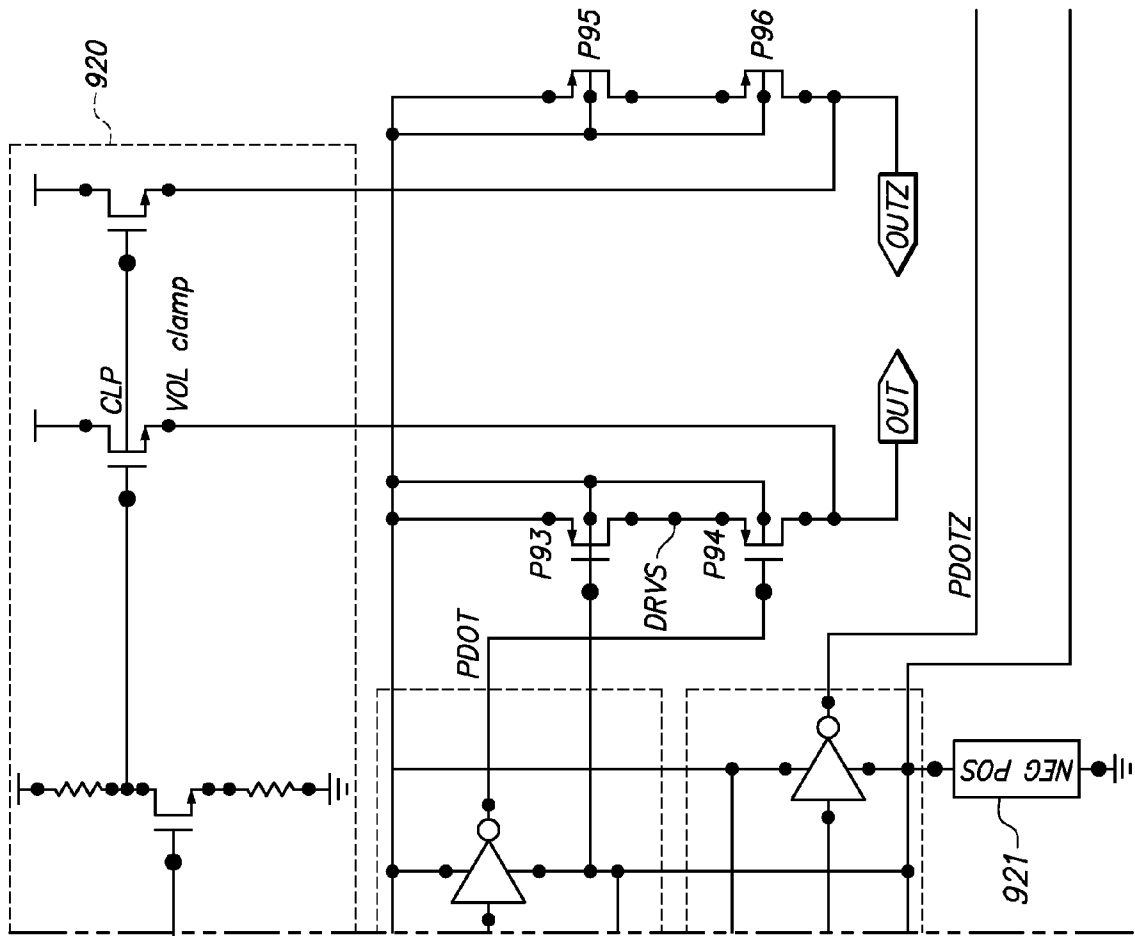 920
P95
P96
CLP
VOL clamp
OUTZ
OUT
P93
DRVS
P94
PDOT
PDOTZ
NEG POS
921